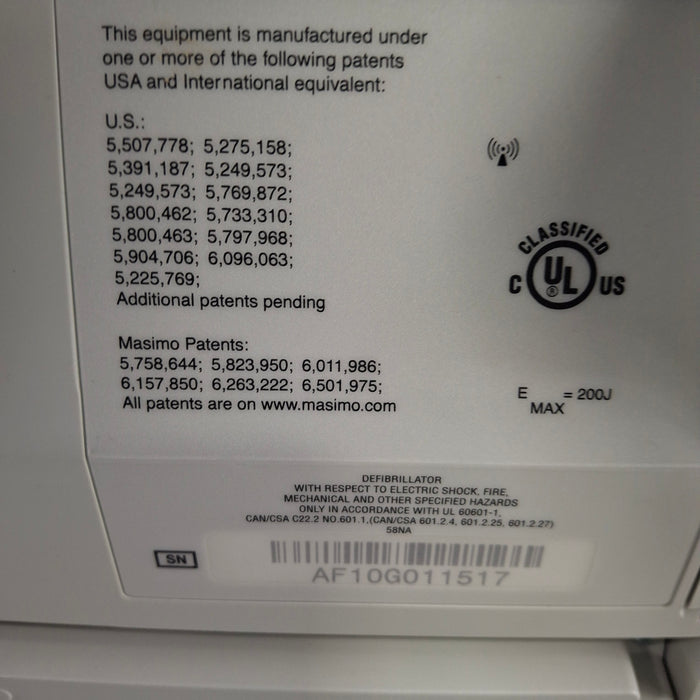 This equipment is manufactured under
one or more of the following patents
USA and International equivalent:
U.S.:
5,507,778; 5,275,158;
5,391,187; 5,249,573;
5,249,573; 5,769,872;
5,800,462; 5,733,310;
5,800,463; 5,797,968;
5,904,706; 6,096,063;
5,225,769;
Additional patents pending
CLASSIFIED
C UL US
®
Masimo Patents:
5,758,644; 5,823,950; 6,011,986;
6,157,850; 6,263,222; 6,501,975;
All patents are on www.masimo.com
E MAX = 200J
DEFIBRILLATOR
WITH RESPECT TO ELECTRIC SHOCK, FIRE,
MECHANICAL AND OTHER SPECIFIED HAZARDS
ONLY IN ACCORDANCE WITH UL 60601-1,
CAN/CSA C22.2 NO.601.1,(CAN/CSA 601.2.4, 601.2.25, 601.2.27)
58NA
SN
AF10G011517